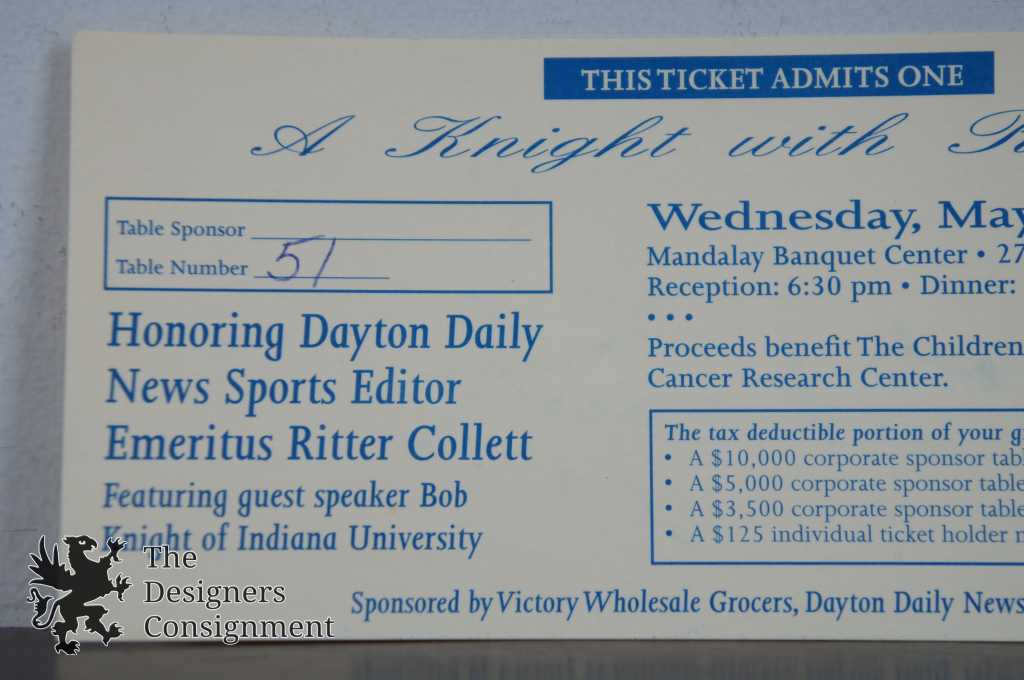 THIS TICKET ADMITS ONE
A Knight with
Table Sponsor
Table Number 51
Honoring Dayton Daily
News Sports Editor
Emeritus Ritter Collett
Featuring guest speaker Bob
Knight of Indiana University
Wednesday, May
Mandalay Banquet Center • 27
Reception: 6:30 pm • Dinner:
• • •
Proceeds benefit The Children
Cancer Research Center.
The tax deductible portion of your g
• A $10,000 corporate sponsor tabl
• A $5,000 corporate sponsor table
• A $3,500 corporate sponsor table
• A $125 individual ticket holder
Sponsored by Victory Wholesale Grocers, Dayton Daily News
The
Designers
Consignment